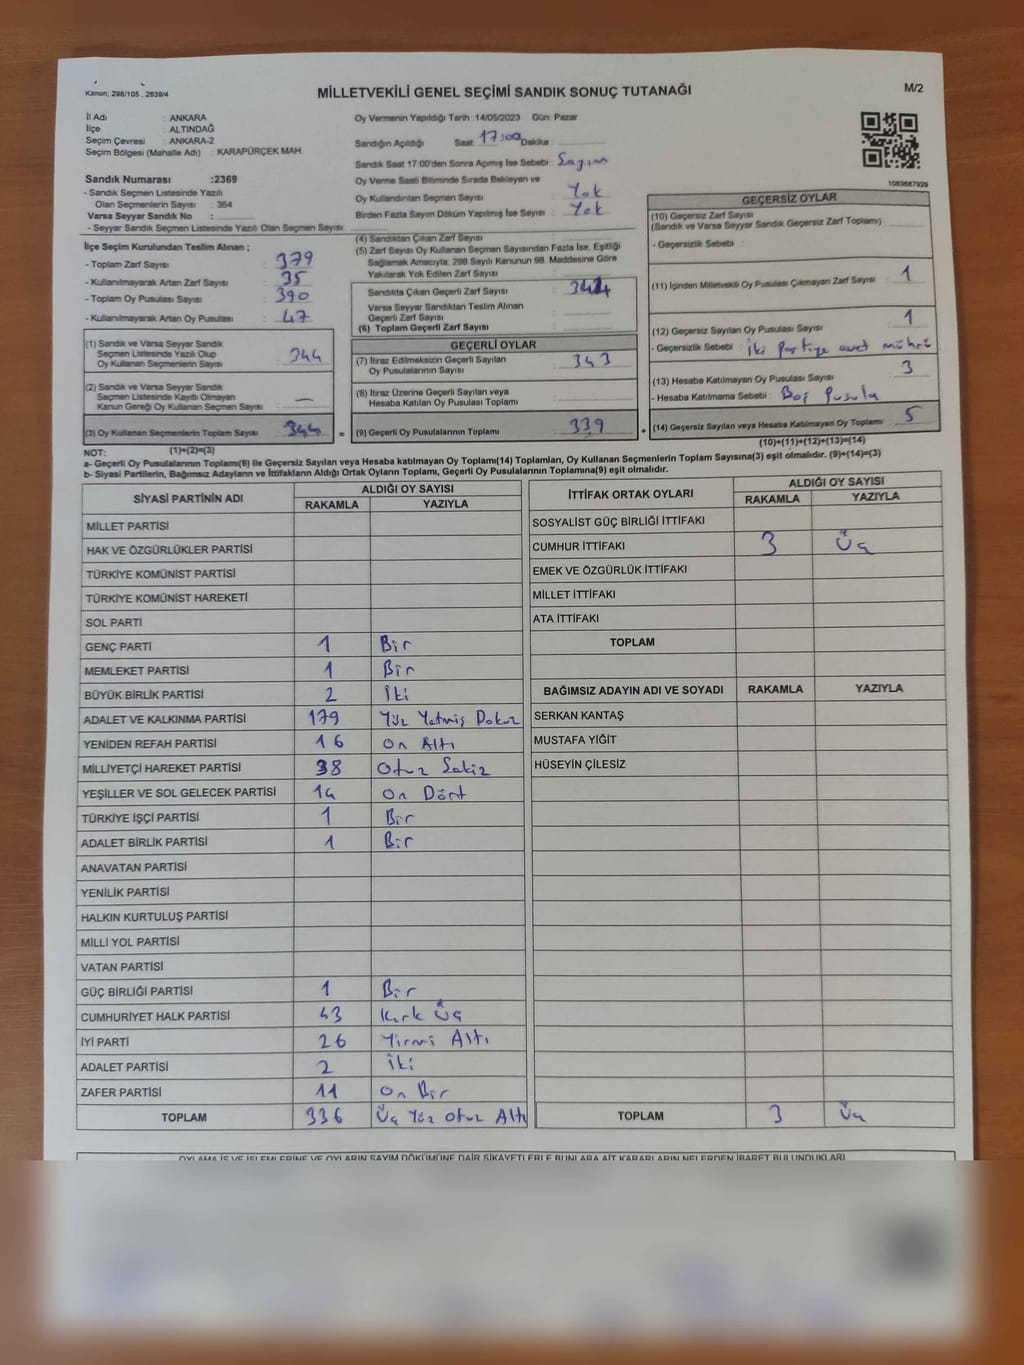 Kanun; 298/105 , 2839/4
MİLLETVEKİLİ GENEL SEÇİMİ SANDIK SONUÇ TUTANAĞI
M/2
İl Adı : ANKARA
İlçe : ALTINDAĞ
Seçim Çevresi : ANKARA-2
Seçim Bölgesi (Mahalle Adı) : KARAPÜRÇEK MAH.
Sandık Numarası :2369
- Sandık Seçmen Listesinde Yazılı
Olan Seçmenlerin Sayısı : 364
Varsa Seyyar Sandık No :
- Seyyar Sandık Seçmen Listesinde Yazılı Olan Seçmen Sayısı:
Oy Vermenin Yapıldığı Tarih :14/05/2023 Gün: Pazar
Sandığın Açıldığı Saat 17:00 Dakika :
Sandık Saat 17:00'den Sonra Açımış İse Sebebi : Sayım
Oy Verme Saati Bitiminde Sırada Bekleyen ve
Oy Kullandırılan Seçmen Sayısı : Yok
Birden Fazla Sayım Döküm Yapılmış İse Sayısı : Yok
1083687929
İlçe Seçim Kurulundan Teslim Alınan ;
- Toplam Zarf Sayısı : 379
- Kullanılmayarak Artan Zarf Sayısı : 35
- Toplam Oy Pusulası Sayısı : 390
- Kullanılmayarak Artan Oy Pusulası : 47
(1) Sandık ve Varsa Seyyar Sandık
Seçmen Listesinde Yazılı Olup
Oy Kullanan Seçmenlerin Sayısı : 344
(2) Sandık ve Varsa Seyyar Sandık
Seçmen Listesinde Kayıtlı Olmayan
Kanun Gereği Oy Kullanan Seçmen Sayısı : —
(3) Oy Kullanan Seçmenlerin Toplam Sayısı : 344
(4) Sandıktan Çıkan Zarf Sayısı :
(5) Zarf Sayısı Oy Kullanan Seçmen Sayısından Fazla İse, Eşitliği
Sağlamak Amacıyla; 298 Sayılı Kanunun 98. Maddesine Göre
Yakılarak Yok Edilen Zarf Sayısı :
Sandıkta Çıkan Geçerli Zarf Sayısı : 344
Varsa Seyyar Sandıktan Teslim Alınan
Geçerli Zarf Sayısı :
(6) Toplam Geçerli Zarf Sayısı :
GEÇERLİ OYLAR
(7) İtiraz Edilmeksizin Geçerli Sayılan
Oy Pusulalarının Sayısı : 343
(8) İtiraz Üzerine Geçerli Sayılan veya
Hesaba Katılan Oy Pusulası Toplamı :
= (9) Geçerli Oy Pusulalarının Toplamı : 339 +
GEÇERSİZ OYLAR
(10) Geçersiz Zarf Sayısı
(Sandık ve Varsa Seyyar Sandık Geçersiz Zarf Toplamı) :
- Geçersizlik Sebebi :
(11) İçinden Milletvekili Oy Pusulası Çıkmayan Zarf Sayısı : 1
(12) Geçersiz Sayılan Oy Pusulası Sayısı : 1
- Geçersizlik Sebebi : İki Partiye evet mührü
(13) Hesaba Katılmayan Oy Pusulası Sayısı : 3
- Hesaba Katılmama Sebebi : Boş Pusula
(14) Geçersiz Sayılan veya Hesaba Katılmayan Oy Toplamı : 5
NOT: (1)+(2)=(3)
(10)+(11)+(12)+(13)=(14)
a- Geçerli Oy Pusulalarının Toplamı(9) ile Geçersiz Sayılan veya Hesaba katılmayan Oy Toplamı(14) Toplamları, Oy Kullanan Seçmenlerin Toplam Sayısına(3) eşit olmalıdır. (9)+(14)=(3)
b- Siyasi Partilerin, Bağımsız Adayların ve İttifakların Aldığı Ortak Oyların Toplamı, Geçerli Oy Pusulalarının Toplamına(9) eşit olmalıdır.
SİYASİ PARTİNİN ADI ALDIĞI OY SAYISI
RAKAMLA YAZIYLA
MİLLET PARTİSİ
HAK VE ÖZGÜRLÜKLER PARTİSİ
TÜRKİYE KOMÜNİST PARTİSİ
TÜRKİYE KOMÜNİST HAREKETİ
SOL PARTİ
GENÇ PARTİ 1 Bir
MEMLEKET PARTİSİ 1 Bir
BÜYÜK BİRLİK PARTİSİ 2 İki
ADALET VE KALKINMA PARTİSİ 179 Yüz Yetmiş Dokuz
YENİDEN REFAH PARTİSİ 16 On Altı
MİLLİYETÇİ HAREKET PARTİSİ 38 Otuz Sekiz
YEŞİLLER VE SOL GELECEK PARTİSİ 14 On Dört
TÜRKİYE İŞÇİ PARTİSİ 1 Bir
ADALET BİRLİK PARTİSİ 1 Bir
ANAVATAN PARTİSİ
YENİLİK PARTİSİ
HALKIN KURTULUŞ PARTİSİ
MİLLİ YOL PARTİSİ
VATAN PARTİSİ
GÜÇ BİRLİĞİ PARTİSİ 1 Bir
CUMHURİYET HALK PARTİSİ 43 Kırk Üç
İYİ PARTİ 26 Yirmi Altı
ADALET PARTİSİ 2 İki
ZAFER PARTİSİ 11 On Bir
TOPLAM 336 Üç Yüz Otuz Altı
İTTİFAK ORTAK OYLARI ALDIĞI OY SAYISI
RAKAMLA YAZIYLA
SOSYALİST GÜÇ BİRLİĞİ İTTİFAKI
CUMHUR İTTİFAKI 3 Üç
EMEK VE ÖZGÜRLÜK İTTİFAKI
MİLLET İTTİFAKI
ATA İTTİFAKI
TOPLAM
BAĞIMSIZ ADAYIN ADI VE SOYADI RAKAMLA YAZIYLA
SERKAN KANTAŞ
MUSTAFA YİĞİT
HÜSEYİN ÇİLESİZ
TOPLAM 3 Üç
OYLAMA İŞ VE İŞLEMLERİNE VE OYLARIN SAYIM DÖKÜMÜNE DAİR ŞİKAYETLERLE BUNLARA AİT KARARLARIN NELERDEN İBARET BULUNDUKLARI